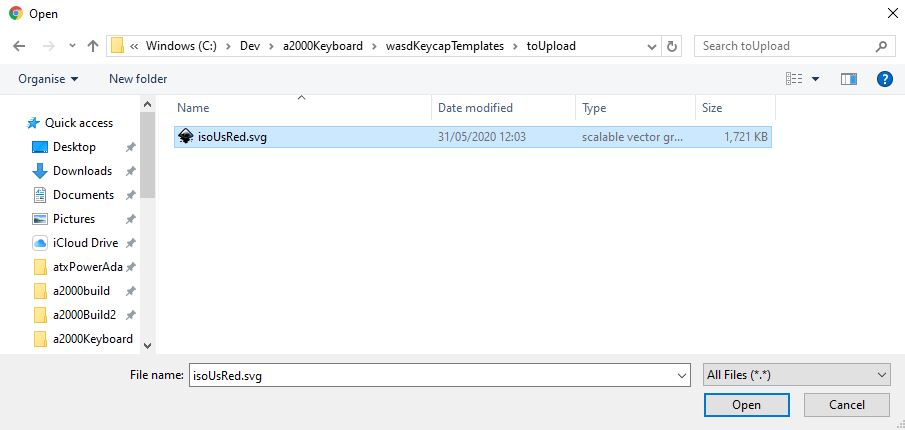 Open
« Windows (C:) > Dev > a2000Keyboard > wasdKeycapTemplates > toUpload
Search toUpload
Organise
New folder
?
Name
Date modified
Type
Size
Quick access
Desktop
Downloads
Documents
Pictures
iCloud Drive
atxPowerAda
a2000build
a2000Build2
a2000Keyboard
isoUsRed.svg
31/05/2020 12:03
scalable vector gr...
1,721 KB
File name:
isoUsRed.svg
All Files (*.*)
Open
Cancel